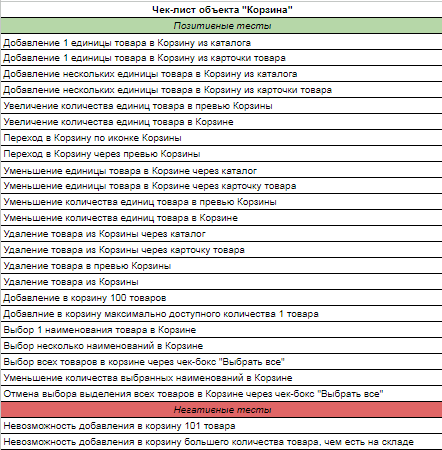 Чек-лист объекта "Корзина"
Позитивные тесты
Добавление 1 единицы товара в Корзину из каталога
Добавление 1 единицы товара в Корзину из карточки товара
Добавление нескольких единицы товара в Корзину из каталога
Добавление нескольких единицы товара в Корзину из карточки товара
Увеличение количества единиц товара в превью Корзины
Увеличение количества единиц товара в Корзине
Переход в Корзину по иконке Корзины
Переход в Корзину через превью Корзины
Уменьшение единицы товара в Корзине через каталог
Уменьшение единицы товара в Корзине через карточку товара
Уменьшение количества единиц товара в превью Корзины
Уменьшение количества единиц товара в Корзине
Удаление товара из Корзины через каталог
Удаление товара из Корзины через карточку товара
Удаление товара в превью Корзины
Удаление товара из Корзины
Добавление в корзину 100 товаров
Добавлние в корзину максимально доступного количества 1 товара
Выбор 1 наименования товара в Корзине
Выбор несколько наименований в Корзине
Выбор всех товаров в корзине через чек-бокс "Выбрать все"
Уменьшение количества выбранных наименований в Корзине
Отмена выбора выделения всех товаров в Корзине через чек-бокс "Выбрать все"
Негативные тесты
Невозможность добавления в корзину 101 товара
Невозможность добавления в корзину большего количества товара, чем есть на складе